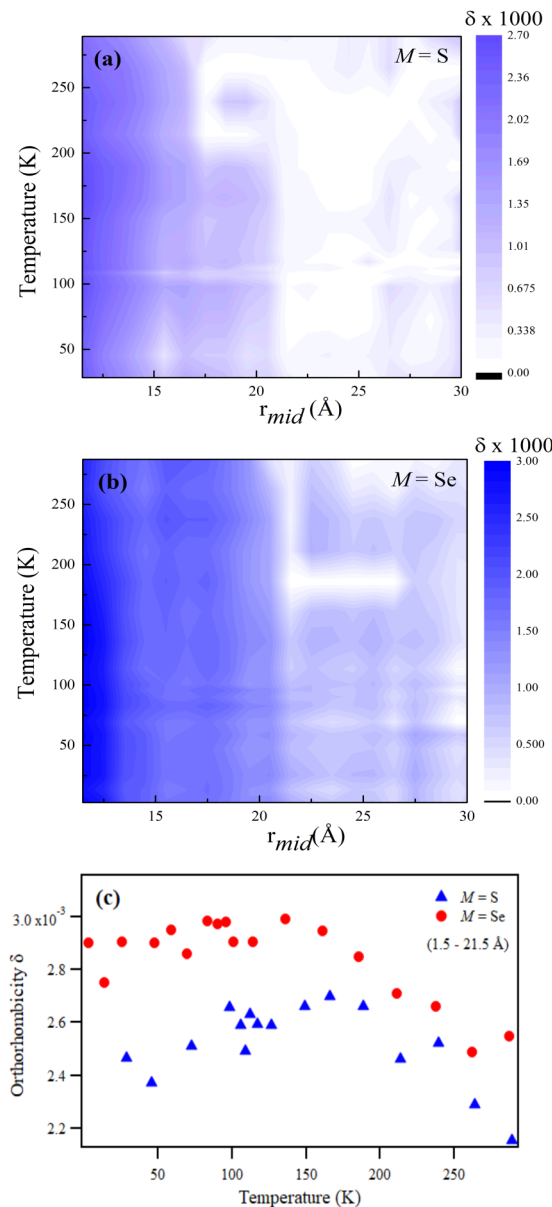 δ x 1000
(a)
M = S
2.70
2.36
2.03
1.69
1.35
1.01
0.675
0.338
0.00
250
200
150
100
50
Temperature (K)
15
20
25
30
r_mid (Å)
δ x 1000
(b)
M = Se
3.00
2.50
2.00
1.50
1.00
0.500
0.00
250
200
150
100
50
Temperature (K)
15
20
25
30
r_mid(Å)
(c)
M = S
M = Se
(1.5 - 21.5 Å)
3.0 x10⁻³
2.8
2.6
2.4
2.2
Orthorhombicity δ
50
100
150
200
250
Temperature (K)